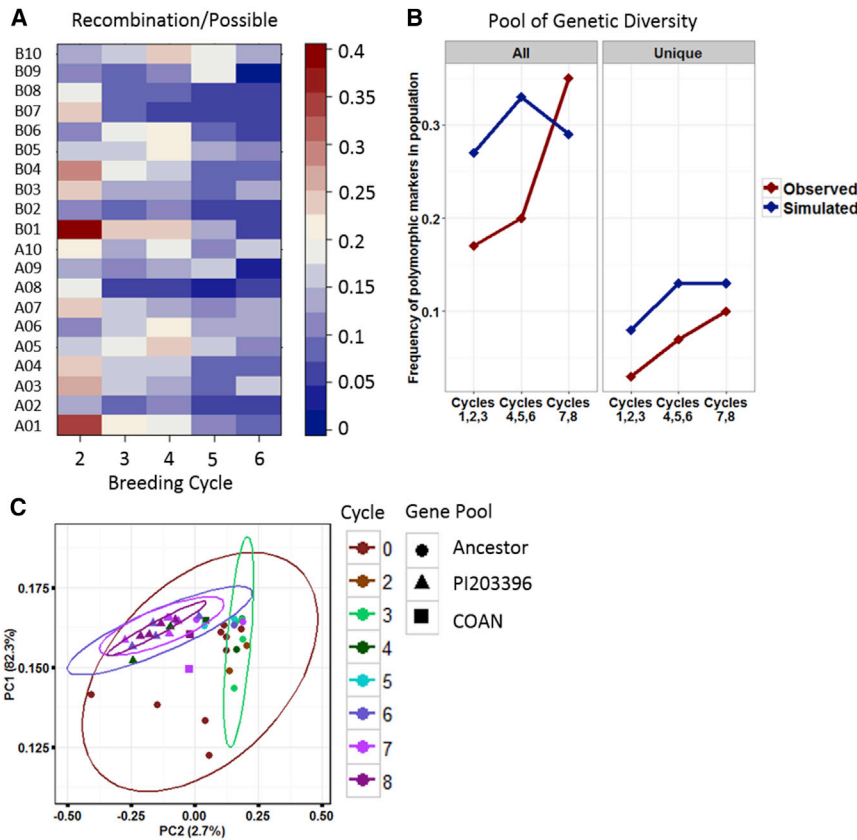 A
Recombination/Possible
B10
B09
B08
B07
B06
B05
B04
B03
B02
B01
A10
A09
A08
A07
A06
A05
A04
A03
A02
A01
2 3 4 5 6
Breeding Cycle
0.4
0.35
0.3
0.25
0.2
0.15
0.1
0.05
0
B
Pool of Genetic Diversity
All Unique
Frequency of polymorphic markers in population
0.3
0.2
0.1
Cycles Cycles Cycles Cycles Cycles Cycles
1,2,3 4,5,6 7,8 1,2,3 4,5,6 7,8
Observed
Simulated
C
PC1 (82.3%)
0.175
0.150
0.125
-0.50 -0.25 0.00 0.25 0.50
PC2 (2.7%)
Cycle
0
2
3
4
5
6
7
8
Gene Pool
Ancestor
PI203396
COAN